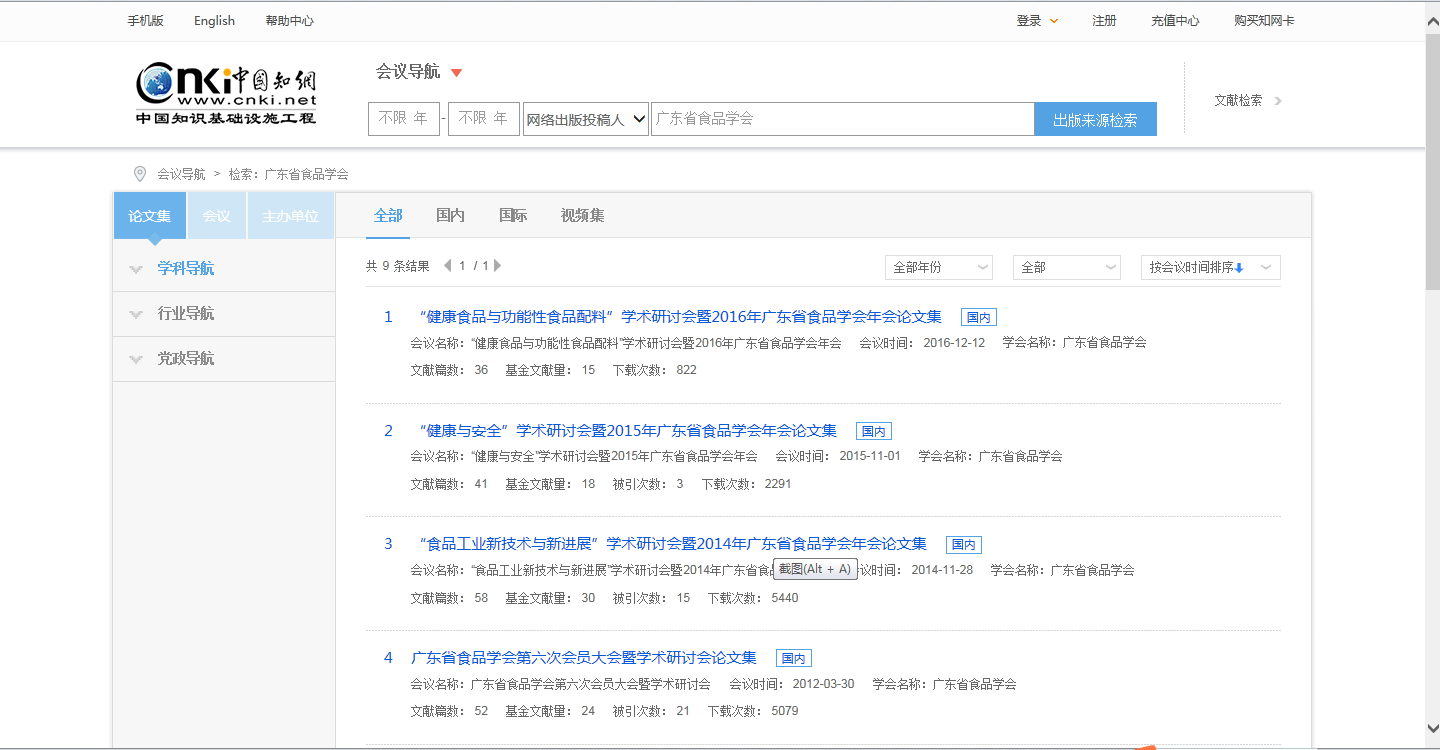 手机版 English 帮助中心 登录 注册 充值中心 购买知网卡
Cnki中国知網
www.cnki.net
中国知识基础设施工程
会议导航
不限 年 - 不限 年 网络出版投稿人 广东省食品学会 出版来源检索
文献检索
会议导航 > 检索：广东省食品学会
论文集 会议 主办单位
全部 国内 国际 视频集
学科导航
行业导航
党政导航
共 9 条结果 1 / 1 全部年份 全部 按会议时间排序
1 “健康食品与功能性食品配料”学术研讨会暨2016年广东省食品学会年会论文集 国内
会议名称：“健康食品与功能性食品配料”学术研讨会暨2016年广东省食品学会年会 会议时间： 2016-12-12 学会名称：广东省食品学会
文献篇数： 36 基金文献量： 15 下载次数： 822
2 “健康与安全”学术研讨会暨2015年广东省食品学会年会论文集 国内
会议名称：“健康与安全”学术研讨会暨2015年广东省食品学会年会 会议时间： 2015-11-01 学会名称：广东省食品学会
文献篇数： 41 基金文献量： 18 被引次数： 3 下载次数： 2291
3 “食品工业新技术与新进展”学术研讨会暨2014年广东省食品学会年会论文集 国内
会议名称：“食品工业新技术与新进展”学术研讨会暨2014年广东省食品 截图(Alt + A) 议时间： 2014-11-28 学会名称：广东省食品学会
文献篇数： 58 基金文献量： 30 被引次数： 15 下载次数： 5440
4 广东省食品学会第六次会员大会暨学术研讨会论文集 国内
会议名称：广东省食品学会第六次会员大会暨学术研讨会 会议时间： 2012-03-30 学会名称：广东省食品学会
文献篇数： 52 基金文献量： 24 被引次数： 21 下载次数： 5079